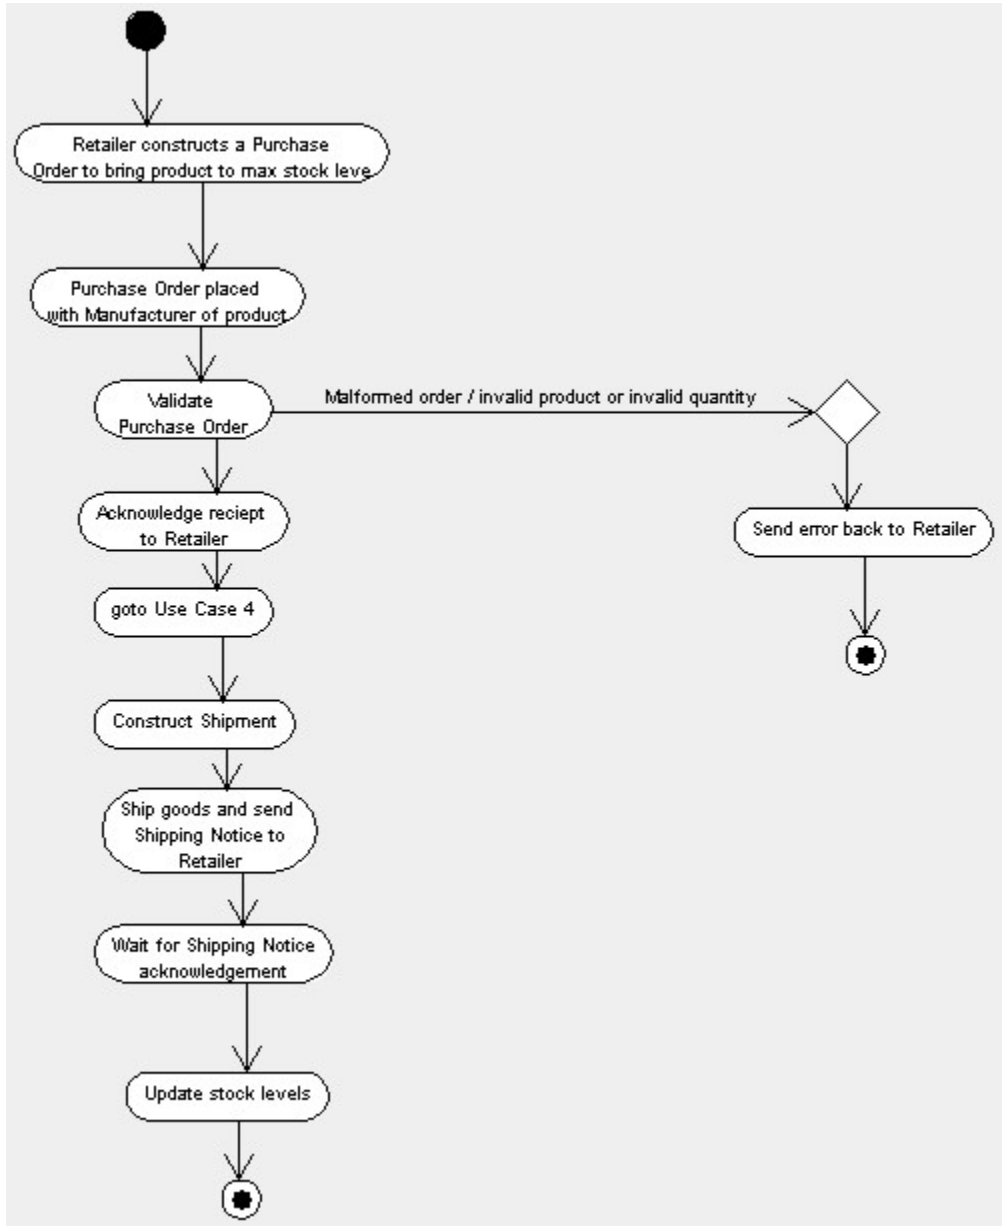 Retailer constructs a Purchase
Order to bring product to max stock leve
Purchase Order placed
with Manufacturer of product
Validate
Purchase Order
Malformed order / invalid product or invalid quantity
Acknowledge reciept
to Retailer
Send error back to Retailer
goto Use Case 4
Construct Shipment
Ship goods and send
Shipping Notice to
Retailer
Wait for Shipping Notice
acknowledgement
Update stock levels